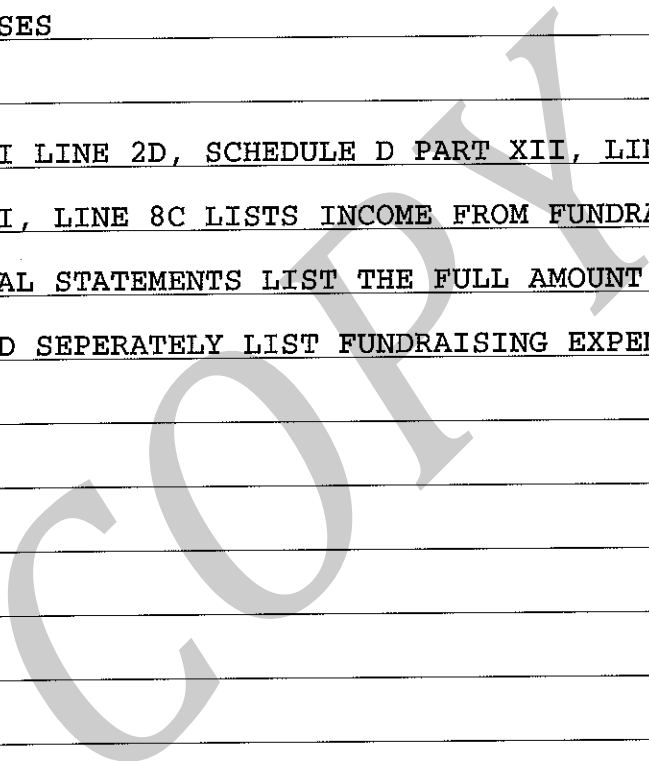 SES
I LINE 2D, SCHEDULE D PART XII, LIN
I, LINE 8C LISTS INCOME FROM FUNDRA
AL STATEMENTS LIST THE FULL AMOUNT
D SEPERATELY LIST FUNDRAISING EXPEN
COPY